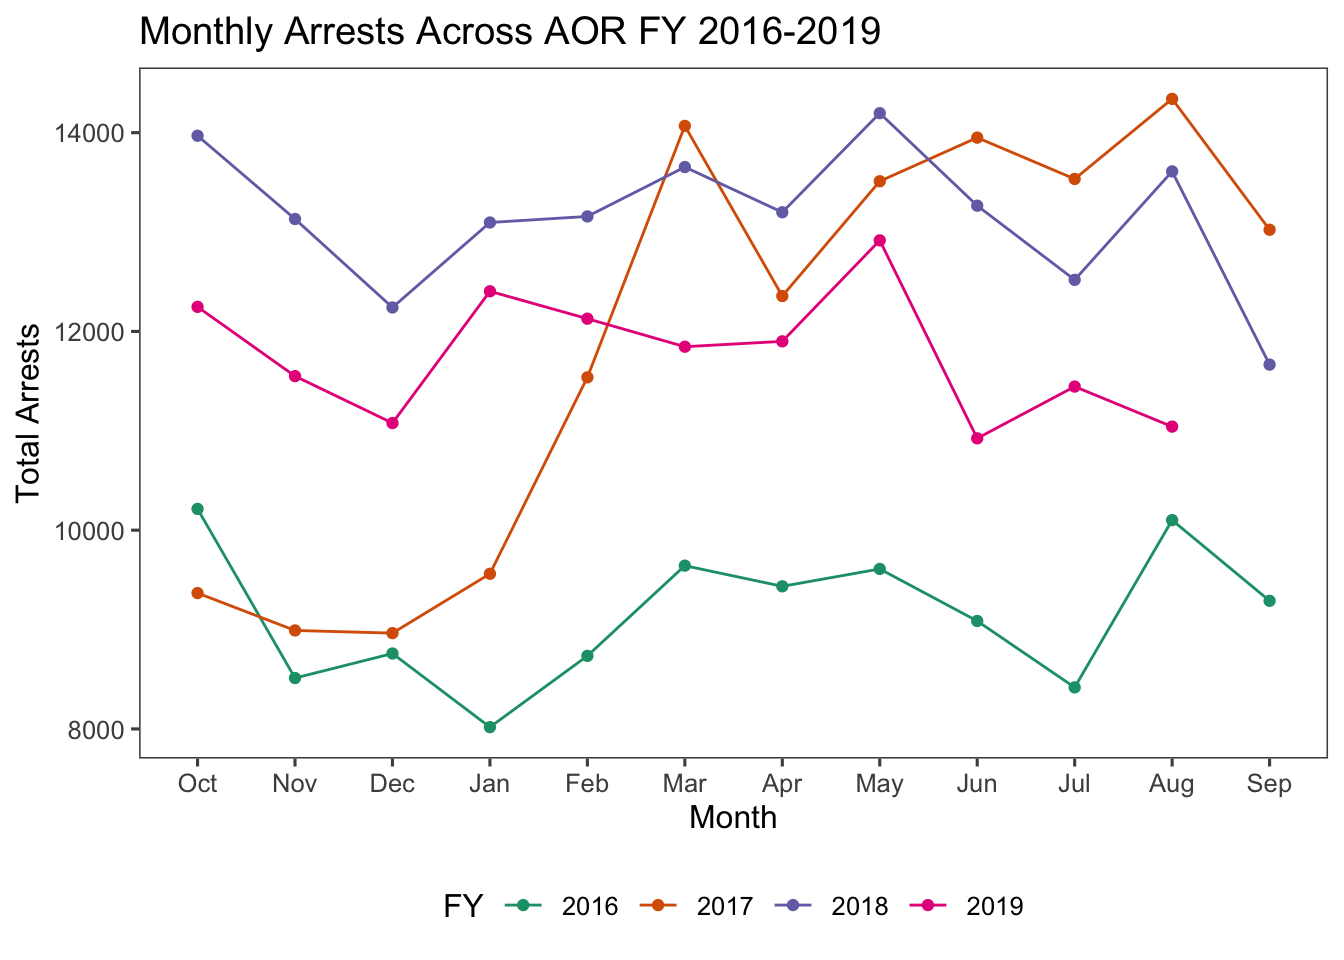 Monthly Arrests Across AOR FY 2016-2019
Total Arrests
14000
12000
10000
8000
Oct Nov Dec Jan Feb Mar Apr May Jun Jul Aug Sep
Month
FY 2016 2017 2018 2019